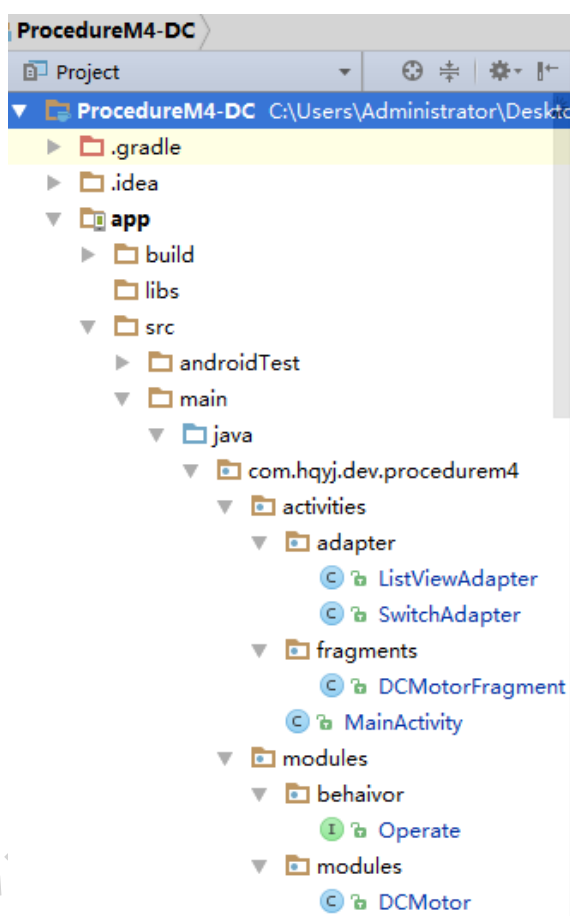 ProcedureM4-DC
Project
ProcedureM4-DC C:\Users\Administrator\Deskto
.gradle
.idea
app
build
libs
src
androidTest
main
java
com.hqyj.dev.procedurem4
activities
adapter
C ListViewAdapter
C SwitchAdapter
fragments
C DCMotorFragment
C MainActivity
modules
behaivor
I Operate
modules
C DCMotor